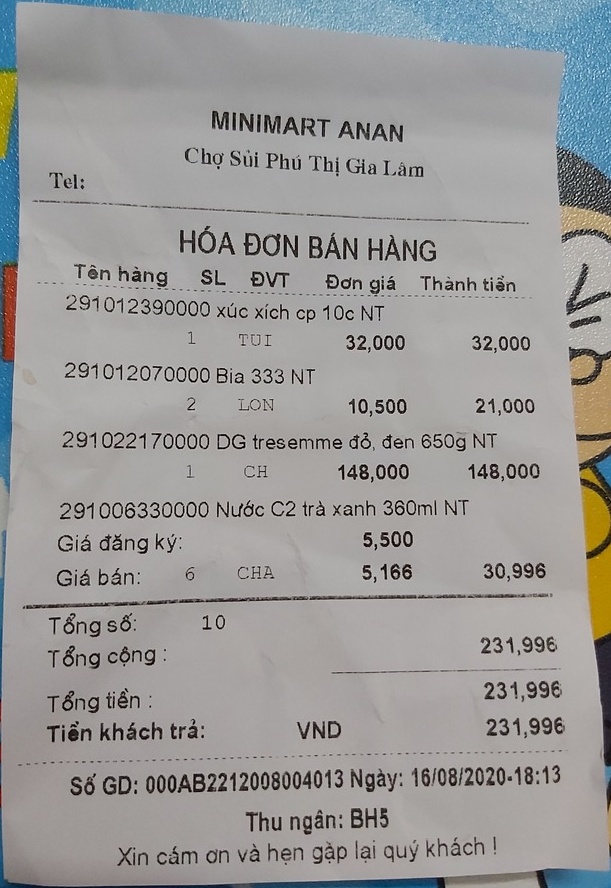 MINIMART ANAN
Chợ Sủi Phú Thị Gia Lâm
Tel:
HÓA ĐƠN BÁN HÀNG
Tên hàng SL ĐVT Đơn giá Thành tiền
291012390000 xúc xích cp 10c NT
1 TUI 32,000 32,000
291012070000 Bia 333 NT
2 LON 10,500 21,000
291022170000 DG tresemme đỏ, đen 650g NT
1 CH 148,000 148,000
291006330000 Nước C2 trà xanh 360ml NT
Giá đăng ký: 5,500
Giá bán: 6 CHA 5,166 30,996
Tổng số: 10
Tổng cộng : 231,996
Tổng tiền : 231,996
Tiền khách trả: VND 231,996
Số GD: 000AB2212008004013 Ngày: 16/08/2020-18:13
Thu ngân: BH5
Xin cám ơn và hẹn gặp lại quý khách !